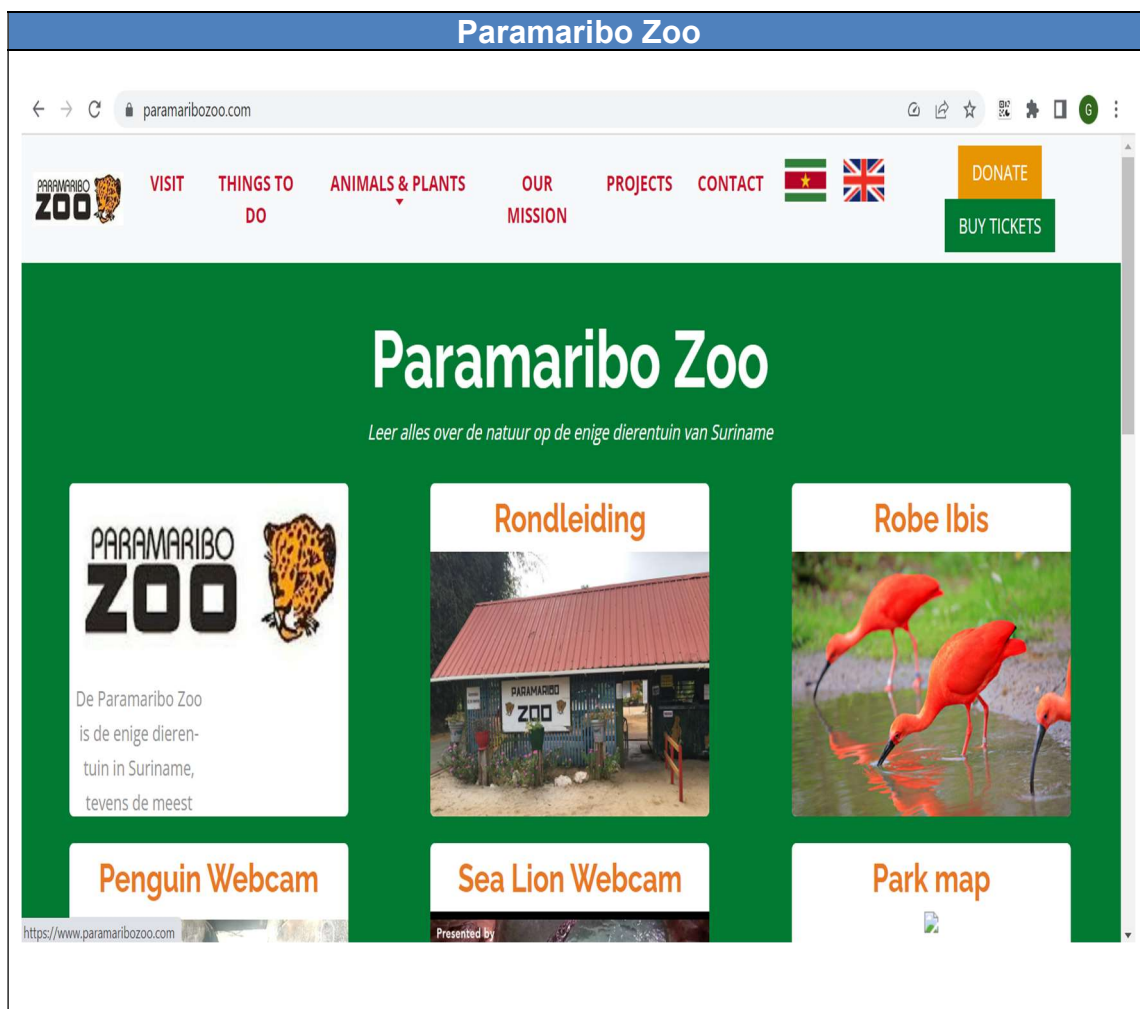 Paramaribo Zoo
paramaribozoo.com
G
PARAMARIBO
ZOO
VISIT
THINGS TO
DO
ANIMALS & PLANTS
OUR
MISSION
PROJECTS
CONTACT
DONATE
BUY TICKETS
Paramaribo Zoo
Leer alles over de natuur op de enige dierentuin van Suriname
PARAMARIBO
ZOO
De Paramaribo Zoo
is de enige dieren-
tuin in Suriname,
tevens de meest
Rondleiding
PARAMARIBO
ZOO
Robe Ibis
Penguin Webcam
Sea Lion Webcam
Presented by
Park map
https://www.paramaribozoo.com